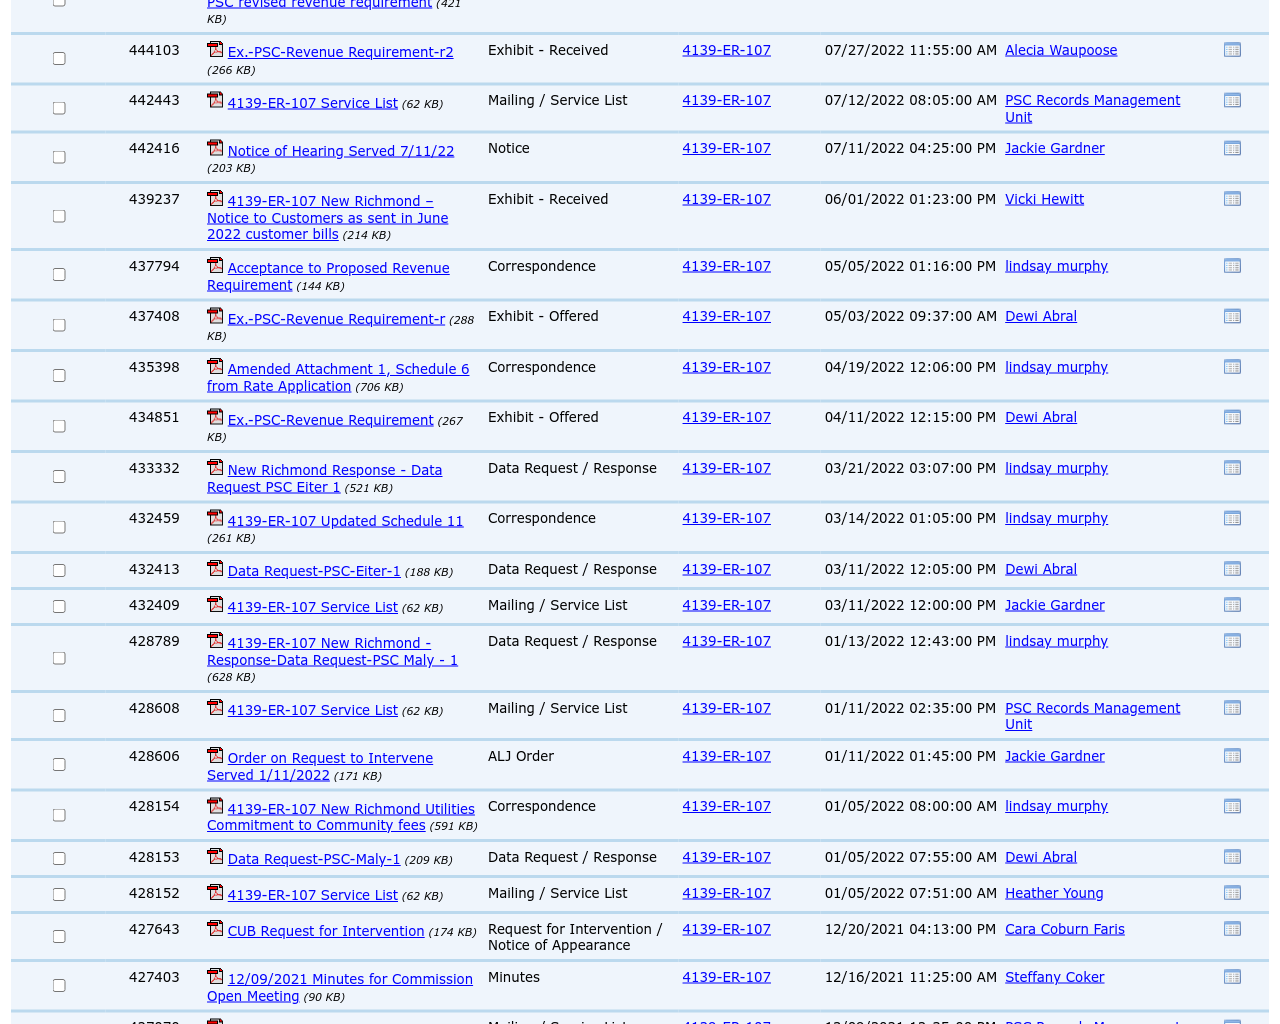 PSC revised revenue requirement (421
KB)
444103 Ex.-PSC-Revenue Requirement-r2 Exhibit - Received 4139-ER-107 07/27/2022 11:55:00 AM Alecia Waupoose
(266 KB)
442443 4139-ER-107 Service List (62 KB) Mailing / Service List 4139-ER-107 07/12/2022 08:05:00 AM PSC Records Management
Unit
442416 Notice of Hearing Served 7/11/22 Notice 4139-ER-107 07/11/2022 04:25:00 PM Jackie Gardner
(203 KB)
439237 4139-ER-107 New Richmond – Exhibit - Received 4139-ER-107 06/01/2022 01:23:00 PM Vicki Hewitt
Notice to Customers as sent in June
2022 customer bills (214 KB)
437794 Acceptance to Proposed Revenue Correspondence 4139-ER-107 05/05/2022 01:16:00 PM lindsay murphy
Requirement (144 KB)
437408 Ex.-PSC-Revenue Requirement-r (288 Exhibit - Offered 4139-ER-107 05/03/2022 09:37:00 AM Dewi Abral
KB)
435398 Amended Attachment 1, Schedule 6 Correspondence 4139-ER-107 04/19/2022 12:06:00 PM lindsay murphy
from Rate Application (706 KB)
434851 Ex.-PSC-Revenue Requirement (267 Exhibit - Offered 4139-ER-107 04/11/2022 12:15:00 PM Dewi Abral
KB)
433332 New Richmond Response - Data Data Request / Response 4139-ER-107 03/21/2022 03:07:00 PM lindsay murphy
Request PSC Eiter 1 (521 KB)
432459 4139-ER-107 Updated Schedule 11 Correspondence 4139-ER-107 03/14/2022 01:05:00 PM lindsay murphy
(261 KB)
432413 Data Request-PSC-Eiter-1 (188 KB) Data Request / Response 4139-ER-107 03/11/2022 12:05:00 PM Dewi Abral
432409 4139-ER-107 Service List (62 KB) Mailing / Service List 4139-ER-107 03/11/2022 12:00:00 PM Jackie Gardner
428789 4139-ER-107 New Richmond - Data Request / Response 4139-ER-107 01/13/2022 12:43:00 PM lindsay murphy
Response-Data Request-PSC Maly - 1
(628 KB)
428608 4139-ER-107 Service List (62 KB) Mailing / Service List 4139-ER-107 01/11/2022 02:35:00 PM PSC Records Management
Unit
428606 Order on Request to Intervene ALJ Order 4139-ER-107 01/11/2022 01:45:00 PM Jackie Gardner
Served 1/11/2022 (171 KB)
428154 4139-ER-107 New Richmond Utilities Correspondence 4139-ER-107 01/05/2022 08:00:00 AM lindsay murphy
Commitment to Community fees (591 KB)
428153 Data Request-PSC-Maly-1 (209 KB) Data Request / Response 4139-ER-107 01/05/2022 07:55:00 AM Dewi Abral
428152 4139-ER-107 Service List (62 KB) Mailing / Service List 4139-ER-107 01/05/2022 07:51:00 AM Heather Young
427643 CUB Request for Intervention (174 KB) Request for Intervention / 4139-ER-107 12/20/2021 04:13:00 PM Cara Coburn Faris
Notice of Appearance
427403 12/09/2021 Minutes for Commission Minutes 4139-ER-107 12/16/2021 11:25:00 AM Steffany Coker
Open Meeting (90 KB)